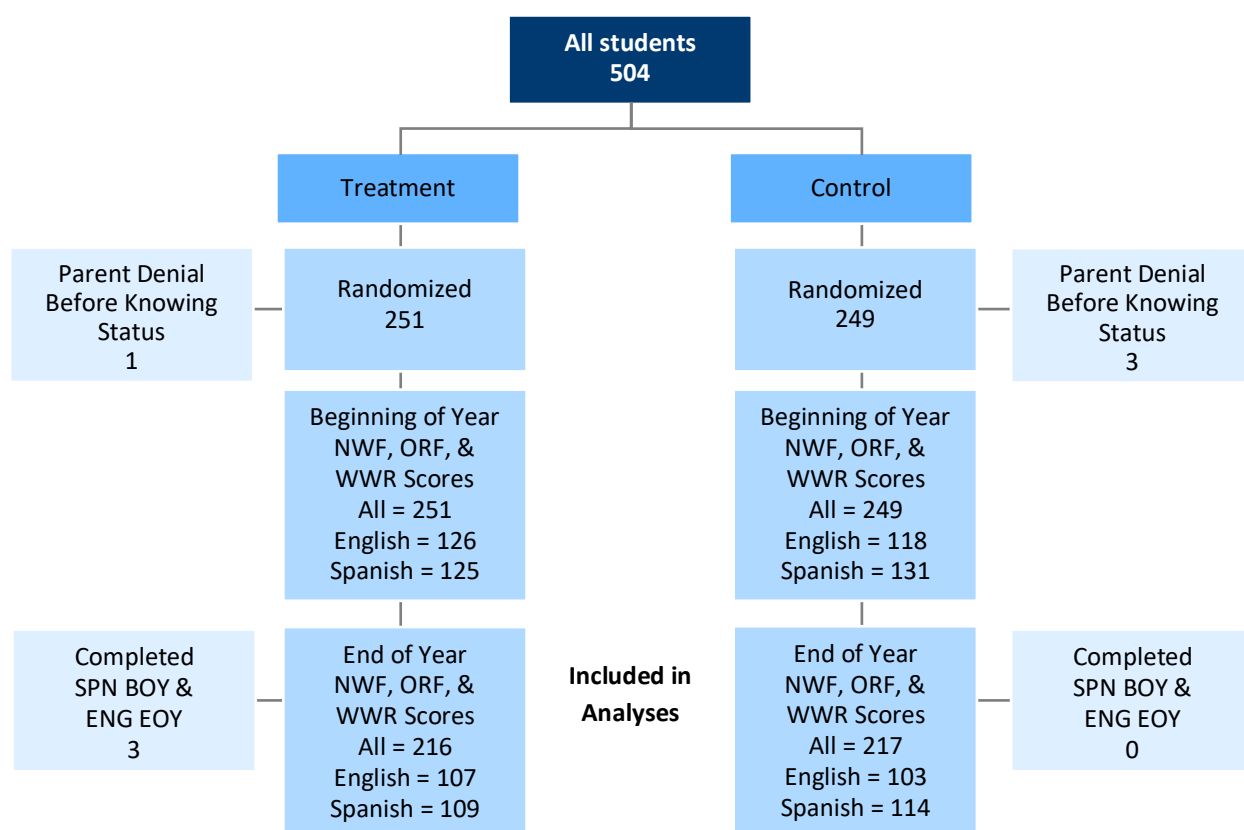 All students
504
Treatment
Control
Parent Denial
Before Knowing
Status
1
Randomized
251
Randomized
249
Parent Denial
Before Knowing
Status
3
Beginning of Year
NWF, ORF, &
WWR Scores
All = 251
English = 126
Spanish = 125
Beginning of Year
NWF, ORF, &
WWR Scores
All = 249
English = 118
Spanish = 131
Completed
SPN BOY &
ENG EOY
3
End of Year
NWF, ORF, &
WWR Scores
All = 216
English = 107
Spanish = 109
Included in
Analyses
End of Year
NWF, ORF, &
WWR Scores
All = 217
English = 103
Spanish = 114
Completed
SPN BOY &
ENG EOY
0